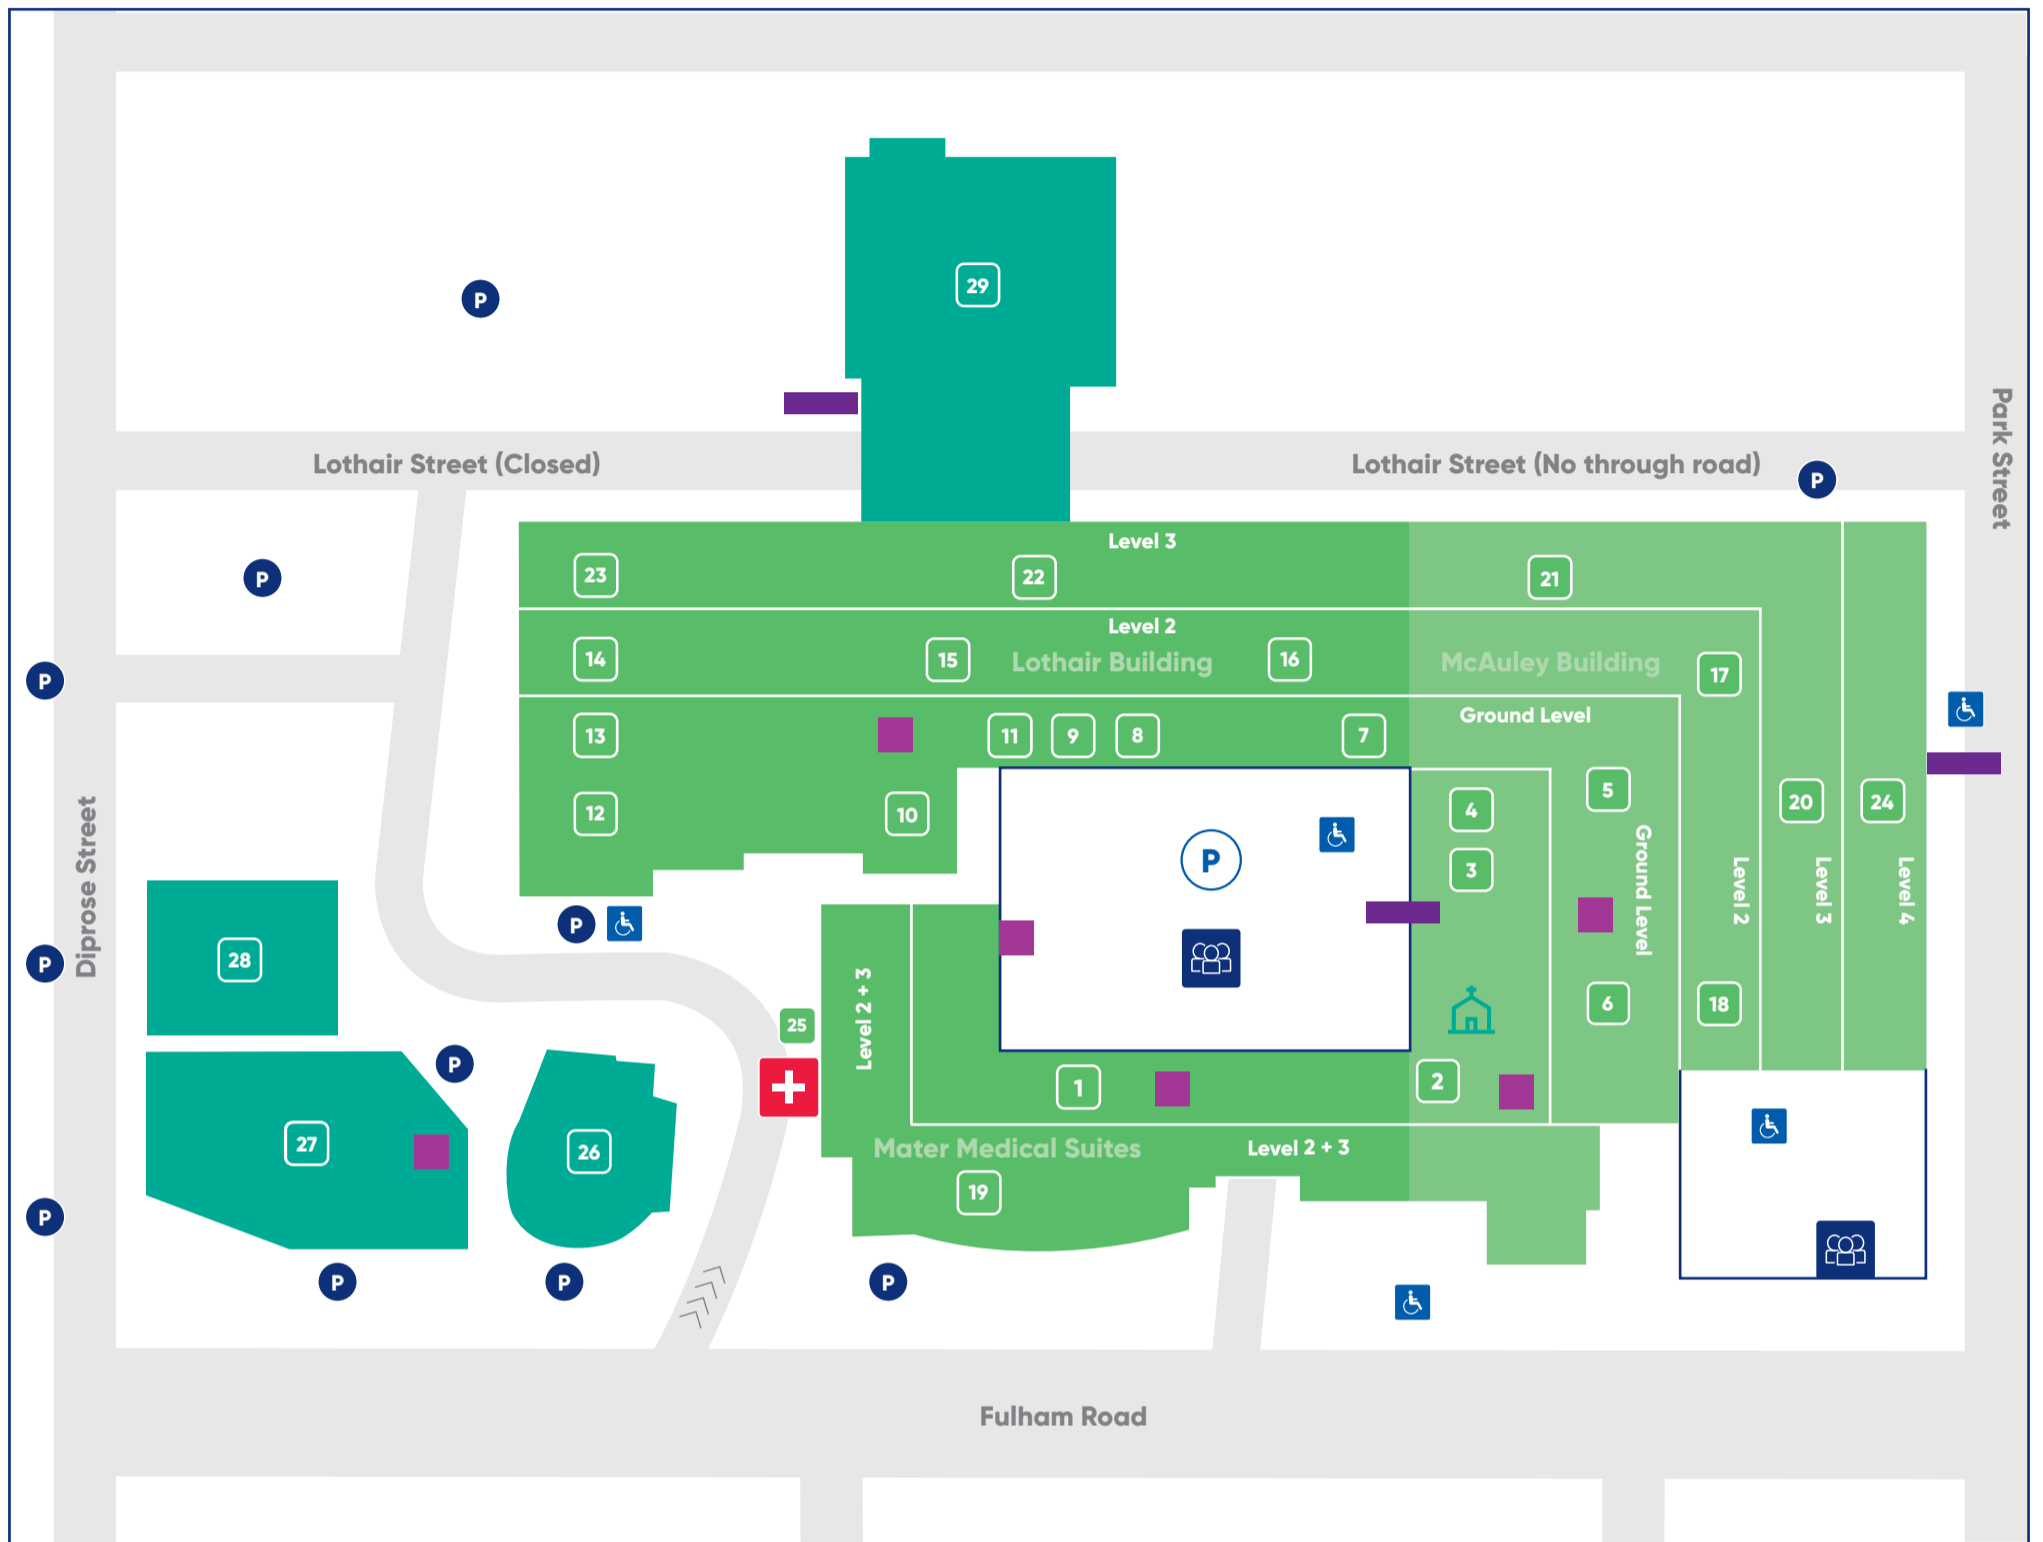 29
P
Lothair Street (Closed)
Lothair Street (No through road)
P
Park Street
Level 3
23
22
21
P
Level 2
14
15
Lothair Building
16
McAuley Building
17
P
13
11
9
8
7
Ground Level
12
10
P
4
5
20
24
3
Ground Level
Level 2
Level 3
Level 4
Diprose Street
P
28
P
Level 2 + 3
25
6
18
P
1
2
27
26
Mater Medical Suites
Level 2 + 3
19
P
P
P
P
Fulham Road